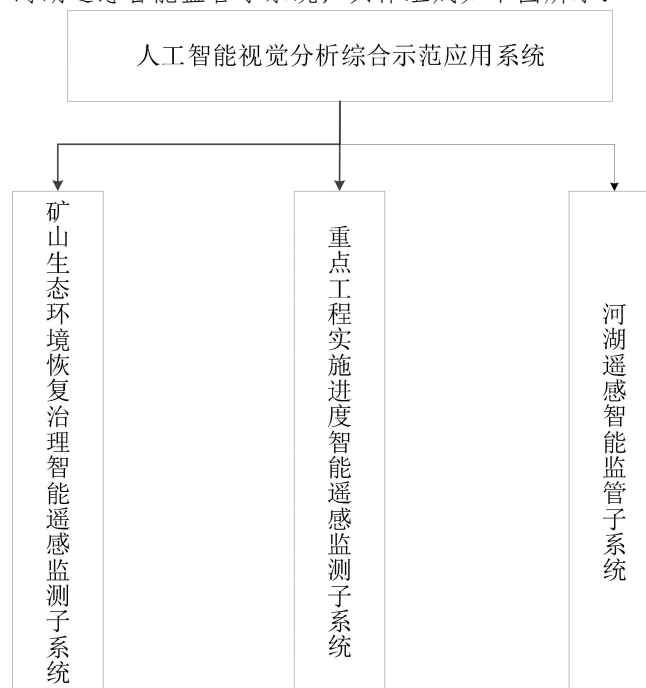 人工智能视觉分析综合示范应用系统
矿山生态环境恢复治理智能遥感监测子系统
重点工程实施进度智能遥感监测子系统
河湖遥感智能监管子系统